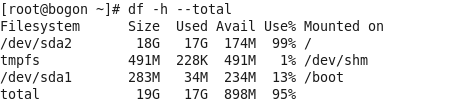 [root@bogon ~]# df -h --total
Filesystem      Size  Used Avail Use% Mounted on
/dev/sda2        18G   17G  174M  99% /
tmpfs           491M  228K  491M   1% /dev/shm
/dev/sda1       283M   34M  234M  13% /boot
total            19G   17G  898M  95%